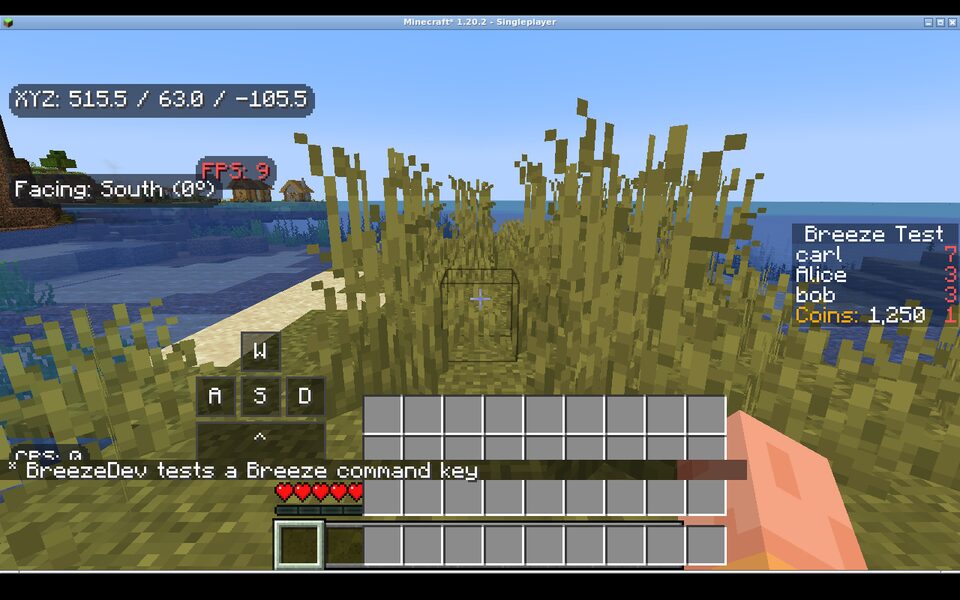 Minecraft* 1.20.2 - Singleplayer
XYZ: 515.5 / 63.0 / -105.5
FPS: 9
Facing: South (0°)
Breeze Test
carl 7
Alice 3
bob 3
Coins: 1,250 1
W
A S D
^
CPS: 0
* BreezeDev tests a Breeze command key